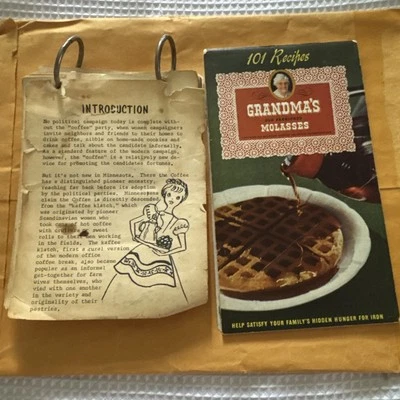 INTRODUCTION
No political campaign today is complete with-
out the "coffee" party, when women campaigners
invite neighbors and friends to their homes to
drink coffee, nibble on home-made cookies and
cakes and talk about the candidate informally.
As a standard feature of the modern campaign,
however, the "coffee" is a relatively new de-
vice for promoting the candidates fortunes.
But it's not new in Minnesota. There the Coffee
has a distinguished pioneer ancestry,
reaching far back before its adoption
by the political parties. Minnesotans
claim the Coffee is directly descended
from the "kaffee klatch," which
was originated by pioneer
Scandinavian women who
took out hot coffee
with sweet
rolls to their men working
in the fields. The kaffee
klatch, first a rural version
of the modern office
coffee break, also became
popular as an informal
get-together for farm
wives themselves, who
vied with one another
in the variety and
originality of their
pastries.
101 Recipes
GRANDMA'S
MOLASSES
HELP SATISFY YOUR FAMILY'S HIDDEN HUNGER FOR IRON